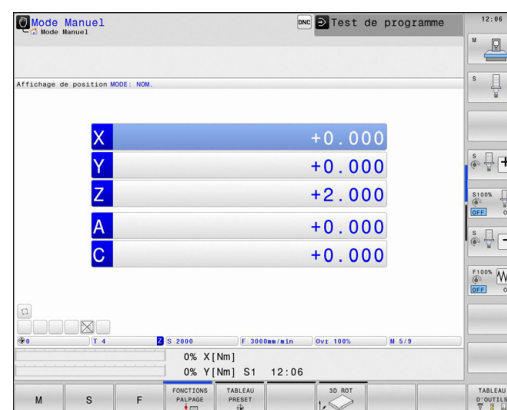 Mode Manuel
Mode Manuel
DNC
Test de programme
12:06
Affichage de position MODE: NOM.
X +0.000
Y +0.000
Z +2.000
A +0.000
C +0.000
M
S
S
S100%
OFF
S
F100%
OFF
0 T 4 Z S 2000 F 3000mm/min Ovr 100% M 5/9
0% X[Nm]
0% Y[Nm] S1 12:06
M
S
F
FONCTIONS
PALPAGE
TABLEAU
PRESET
3D ROT
TABLEAU
D'OUTILS